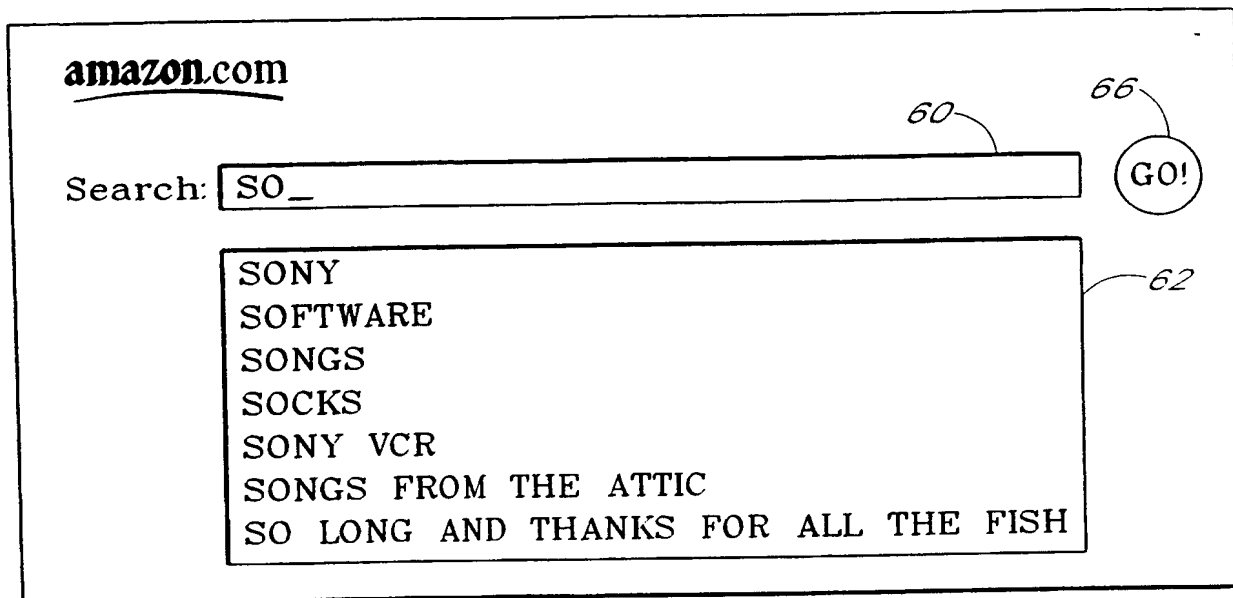 amazon.com
66
60
Search: SO_ GO!
SONY
62
SOFTWARE
SONGS
SOCKS
SONY VCR
SONGS FROM THE ATTIC
SO LONG AND THANKS FOR ALL THE FISH